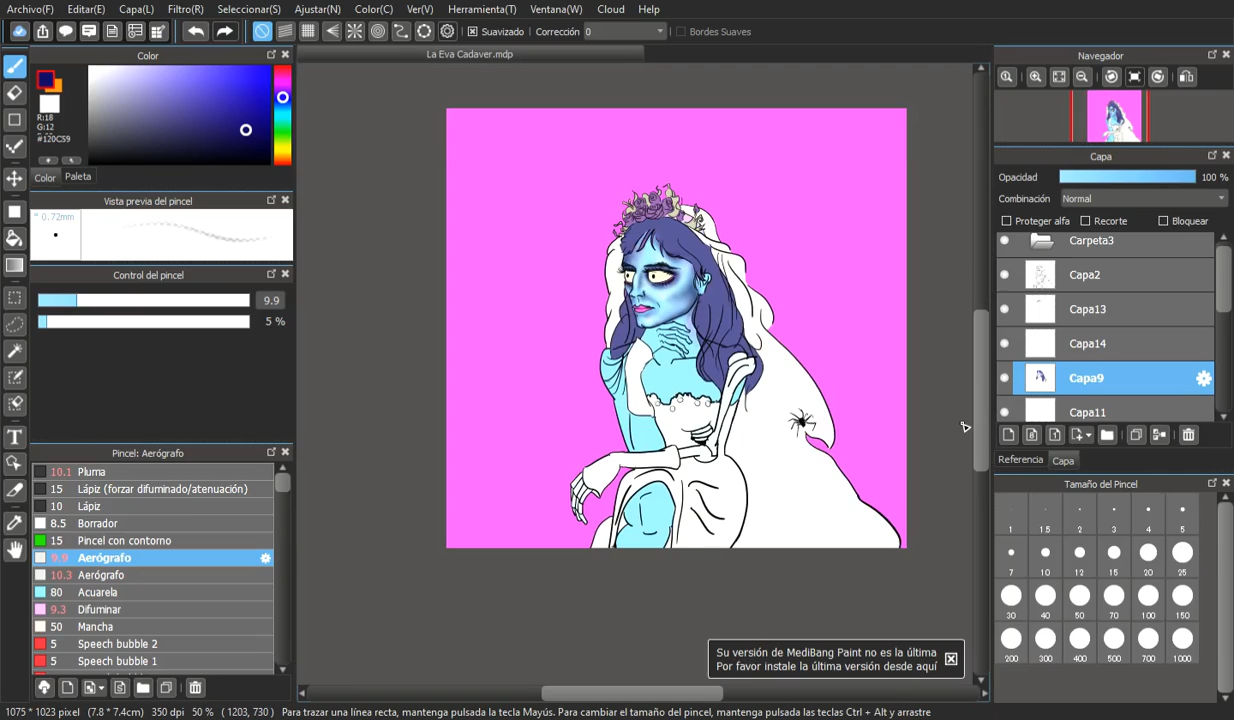 Archivo(F) Editar(E) Capa(L) Filtro(R) Seleccionar(S) Ajustar(N) Color(C) Ver(V) Herramienta(T) Ventana(W) Cloud Help
Suavizado Corrección 0 Bordes Suaves
La Eva Cadaver.mdp
Color
R:18
G:12
#120C59
Color Paleta
Vista previa del pincel
* 0.72mm
Control del pincel
9.9
5 %
Pincel: Aerógrafo
10.1 Pluma
15 Lápiz (forzar difuminado/atenuación)
10 Lápiz
8.5 Borrador
15 Pincel con contorno
9.9 Aerógrafo
10.3 Aerógrafo
80 Acuarela
9.3 Difuminar
50 Mancha
5 Speech bubble 2
5 Speech bubble 1
Navegador
Capa
Opacidad 100 %
Combinación Normal
Proteger alfa Recorte Bloquear
Carpeta3
Capa2
Capa13
Capa14
Capa9
Capa11
Referencia Capa
Tamaño del Pincel
1 1.5 2 3 4 5
7 10 12 15 20 25
30 40 50 70 100 150
200 300 400 500 700 1000
Su versión de MediBang Paint no es la última
Por favor instale la última versión desde aquí
1075 * 1023 pixel (7.8 * 7.4cm) 350 dpi 50 % ( 1203, 730 ) Para trazar una línea recta, mantenga pulsada la tecla Mayús. Para cambiar el tamaño del pincel, mantenga pulsadas las teclas Ctrl + Alt y arrastre